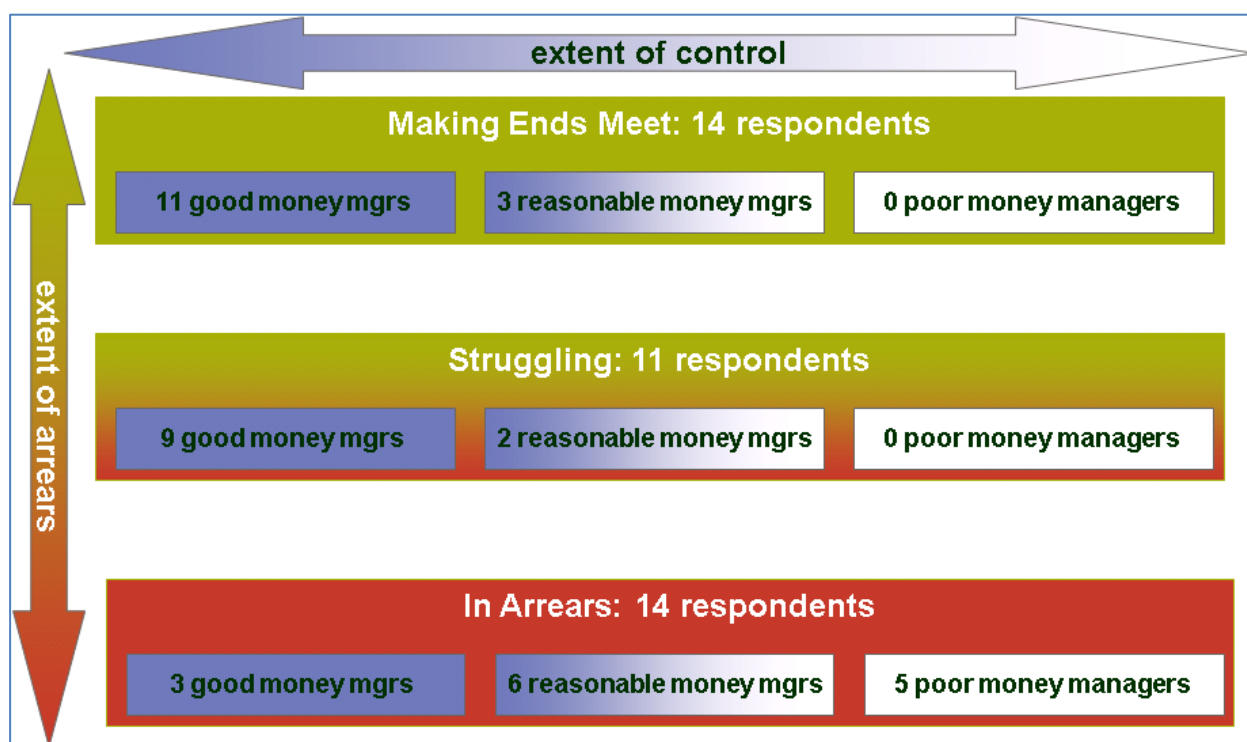 extent of control
extent of arrears
Making Ends Meet: 14 respondents
11 good money mgrs
3 reasonable money mgrs
0 poor money managers
Struggling: 11 respondents
9 good money mgrs
2 reasonable money mgrs
0 poor money managers
In Arrears: 14 respondents
3 good money mgrs
6 reasonable money mgrs
5 poor money managers